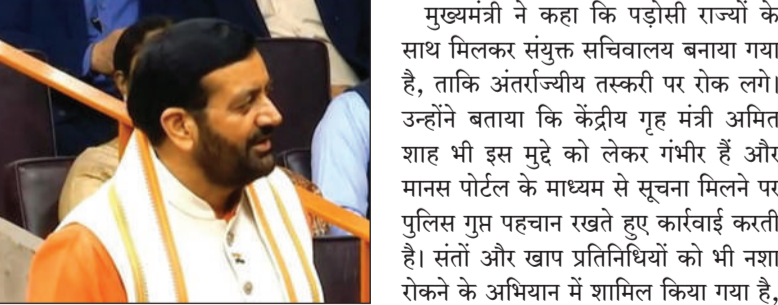 मुख्यमंत्री ने कहा कि पड़ोसी राज्यों के
साथ मिलकर संयुक्त सचिवालय बनाया गया
है, ताकि अंतर्राज्यीय तस्करी पर रोक लगे।
उन्होंने बताया कि केंद्रीय गृह मंत्री अमित
शाह भी इस मुद्दे को लेकर गंभीर हैं और
मानस पोर्टल के माध्यम से सूचना मिलने पर
पुलिस गुप्त पहचान रखते हुए कार्रवाई करती
है। संतों और खाप प्रतिनिधियों को भी नशा
रोकने के अभियान में शामिल किया गया है,